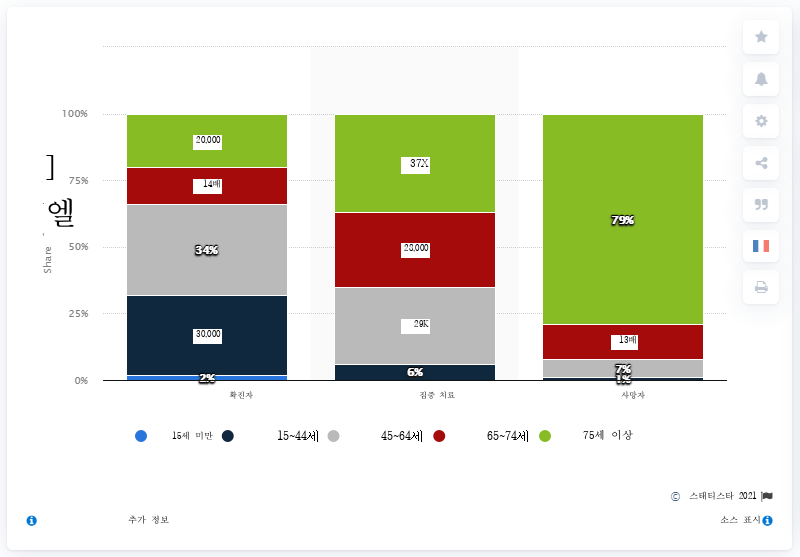 100%
75%
50%
25%
0%
]
엘
Share
20,000
14배
34%
30,000
2%
37X
23,000
29K
6%
79%
13배
7%
1%
확진자 집중 치료 사망자
15세 미만 15~44세 45~64세 65~74세 75세 이상
© 스태티스타 2021
추가 정보 소스 표시